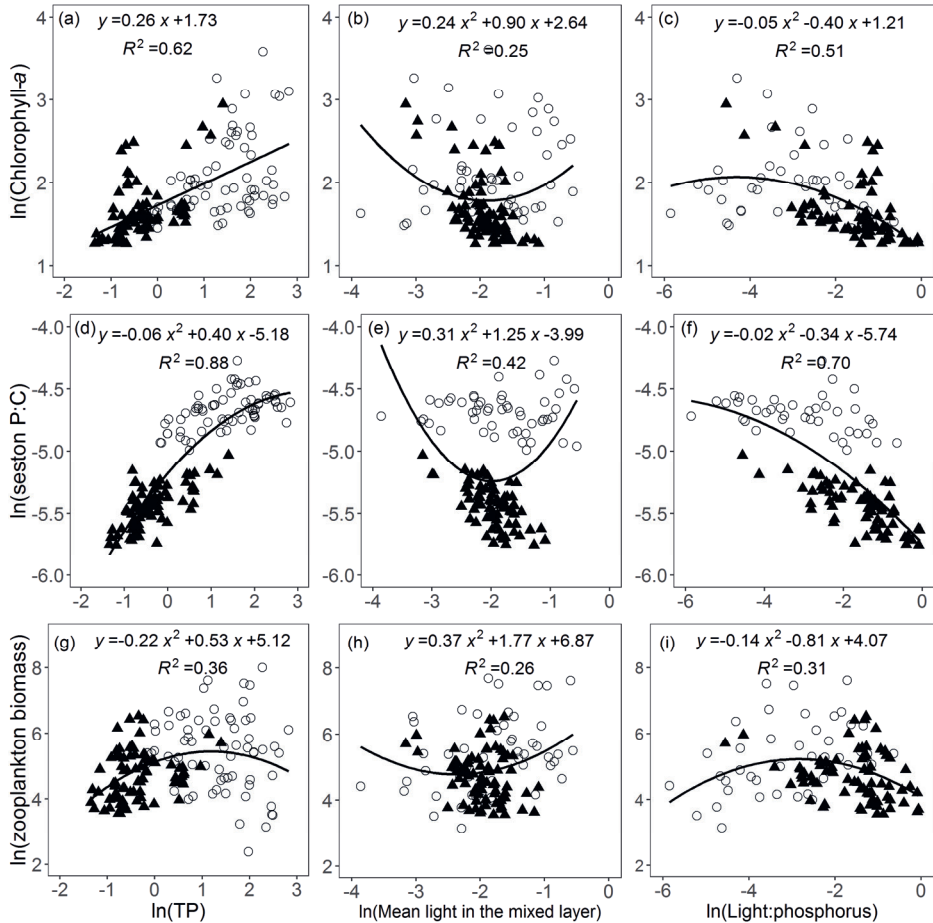 (a) y =0.26 x +1.73
R² =0.62
(b) y =0.24 x² +0.90 x +2.64
R² =0.25
(c) y =-0.05 x² -0.40 x +1.21
R² =0.51
ln(Chlorophyll-a)
4
3
2
1
-2 -1 0 1 2 3
-4 -3 -2 -1 0
-6 -4 -2 0
(d) y =-0.06 x² +0.40 x -5.18
R² =0.88
(e) y =0.31 x² +1.25 x -3.99
R² =0.42
(f) y =-0.02 x² -0.34 x -5.74
R² =0.70
ln(seston P:C)
-4.0
-4.5
-5.0
-5.5
-6.0
-2 -1 0 1 2 3
-4 -3 -2 -1 0
-6 -4 -2 0
(g) y =-0.22 x² +0.53 x +5.12
R² =0.36
(h) y =0.37 x² +1.77 x +6.87
R² =0.26
(i) y =-0.14 x² -0.81 x +4.07
R² =0.31
ln(zooplankton biomass)
8
6
4
2
-2 -1 0 1 2 3
-4 -3 -2 -1 0
-6 -4 -2 0
ln(TP)
ln(Mean light in the mixed layer)
ln(Light:phosphorus)